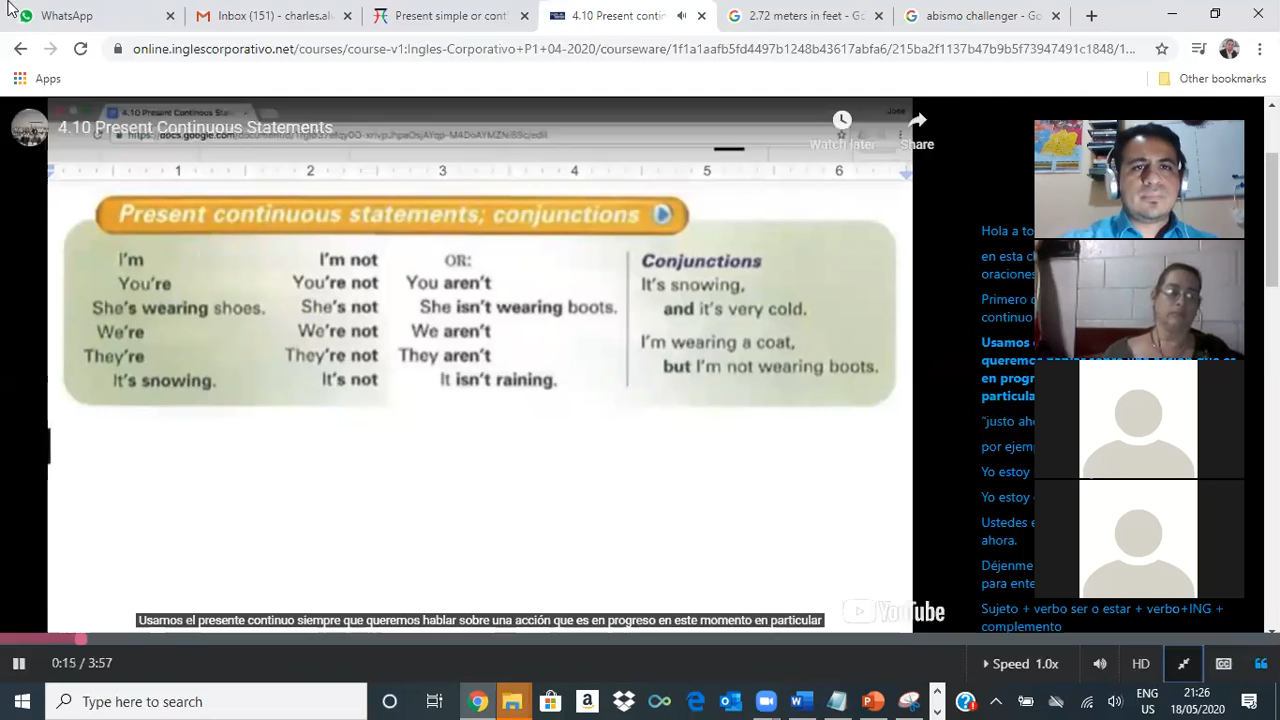 WhatsApp
Inbox (151) - charles.al
Present simple or cont
4.10 Present Contin
2.72 meters in feet - Go
abismo challenger - Go
online.inglescorporativo.net/courses/course-v1:Ingles-Corporativo+P1+04-2020/courseware/1f1a1aafb5fd4497b1248b43617abfa6/215ba2f1137b47b9b5f73947491c1848/1...
Apps
Other bookmarks
4.10 Present Continous Sta
Jose
4.10 Present Continous Statements
Watch later
Share
1 2 3 4 5 6
Present continuous statements; conjunctions
I'm I'm not OR: Conjunctions
You're You're not You aren't It's snowing,
She's wearing shoes. She's not She isn't wearing boots. and it's very cold.
We're We're not We aren't I'm wearing a coat,
They're They're not They aren't but I'm not wearing boots.
It's snowing. It's not It isn't raining.
Hola a to
en esta c
oraciones
Primero
continuo
Usamos
en progr
particula
"justo aho
por ejem
Yo estoy
Yo estoy
Ustedes e
ahora.
Déjenme
para ente
Sujeto + verbo ser o estar + verbo+ING +
complemento
YouTube
Usamos el presente continuo siempre que queremos hablar sobre una acción que es en progreso en este momento en particular
0:15 / 3:57
Speed 1.0x
HD
Type here to search
ENG
US
21:26
18/05/2020